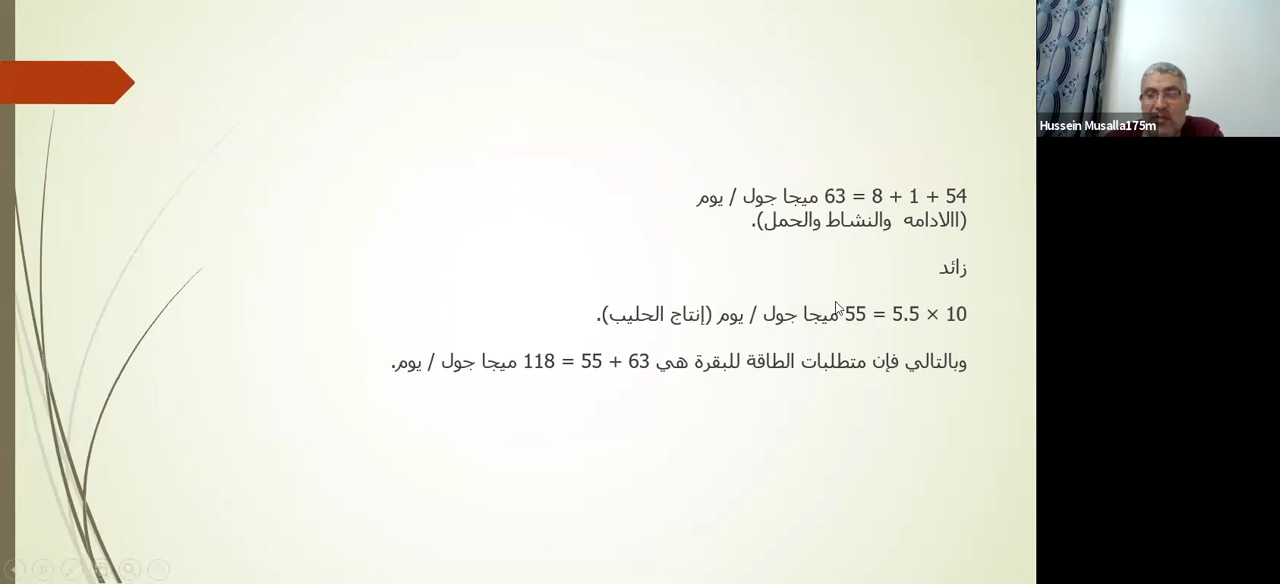 54 + 1 + 8 = 63 ميجا جول / يوم
(االادامه والنشاط والحمل).
زائد
10 × 5.5 = 55 ميجا جول / يوم (إنتاج الحليب).
وبالتالي فإن متطلبات الطاقة للبقرة هي 63 + 55 = 118 ميجا جول / يوم.
Hussein Musalla175m